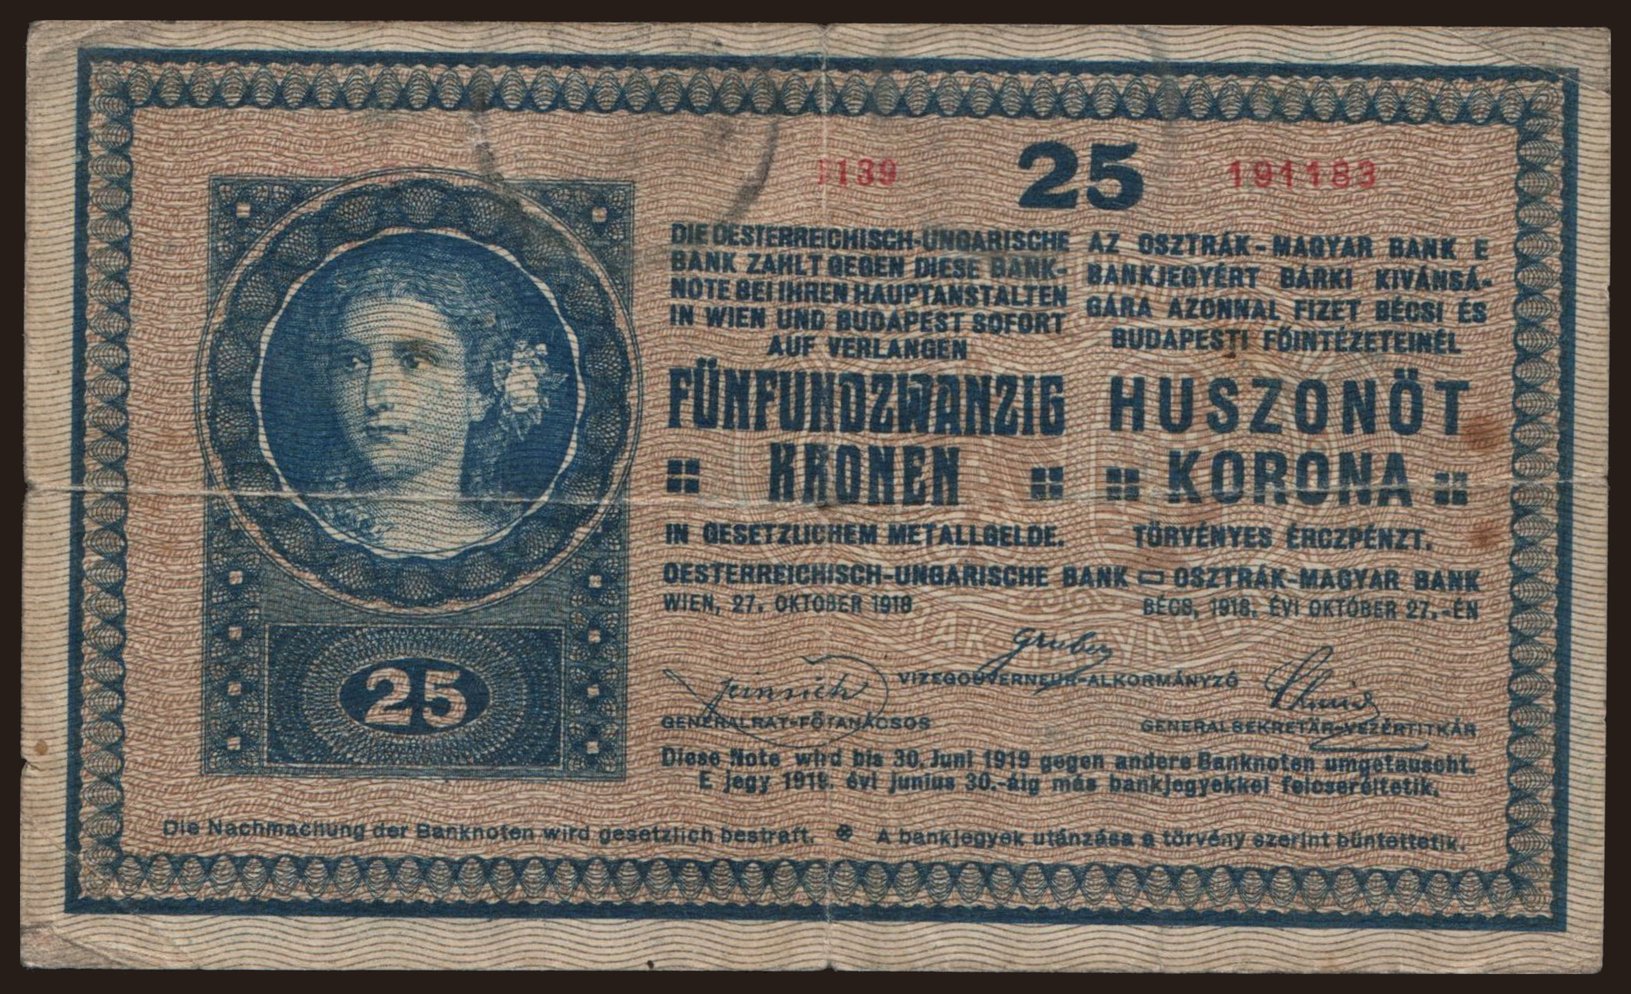 1139
25
191183
DIE OESTERREICHISCH-UNGARISCHE
BANK ZAHLT GEGEN DIESE BANK-
NOTE BEI IHREN HAUPTANSTALTEN
IN WIEN UND BUDAPEST SOFORT
AUF VERLANGEN
FÜNFUNDZWANZIG
KRONEN
IN GESETZLICHEM METALLGELDE.
AZ OSZTRÁK-MAGYAR BANK E
BANKJEGYÉRT BÁRKI KIVÁNSÁ-
GÁRA AZONNAL FIZET BÉCSI ÉS
BUDAPESTI FŐINTÉZETEINÉL
HUSZONÖT
KORONA
TÖRVÉNYES ÉRCZPÉNZT.
OESTERREICHISCH-UNGARISCHE BANK OSZTRÁK-MAGYAR BANK
WIEN, 27. OKTOBER 1918
BÉCS, 1918. ÉVI OKTÓBER 27.-ÉN
Gruber
VIZEGOUVERNEUR-ALKORMÁNYZÓ
GENERALRAT-FŐTANÁCSOS
GENERALSEKRETÄR-VEZÉRTITKÁR
25
Diese Note wird bis 30. Juni 1919 gegen andere Banknoten umgetauscht.
E jegy 1919. évi junius 30.-áig más bankjegyekkel felcseréltetik.
Die Nachmachung der Banknoten wird gesetzlich bestraft. A bankjegyek utánzása a törvény szerint büntettetik.